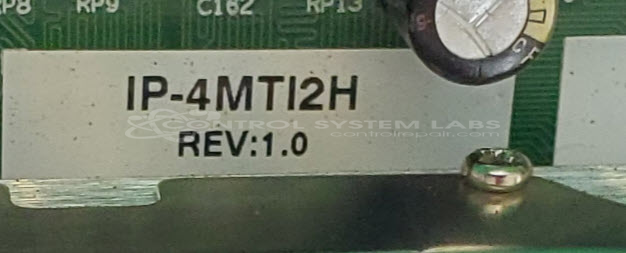 RP8 RP9 C162 RP13
IP-4MTI2H
CONTROL SYSTEM LABS
controlrepair.com
REV:1.0